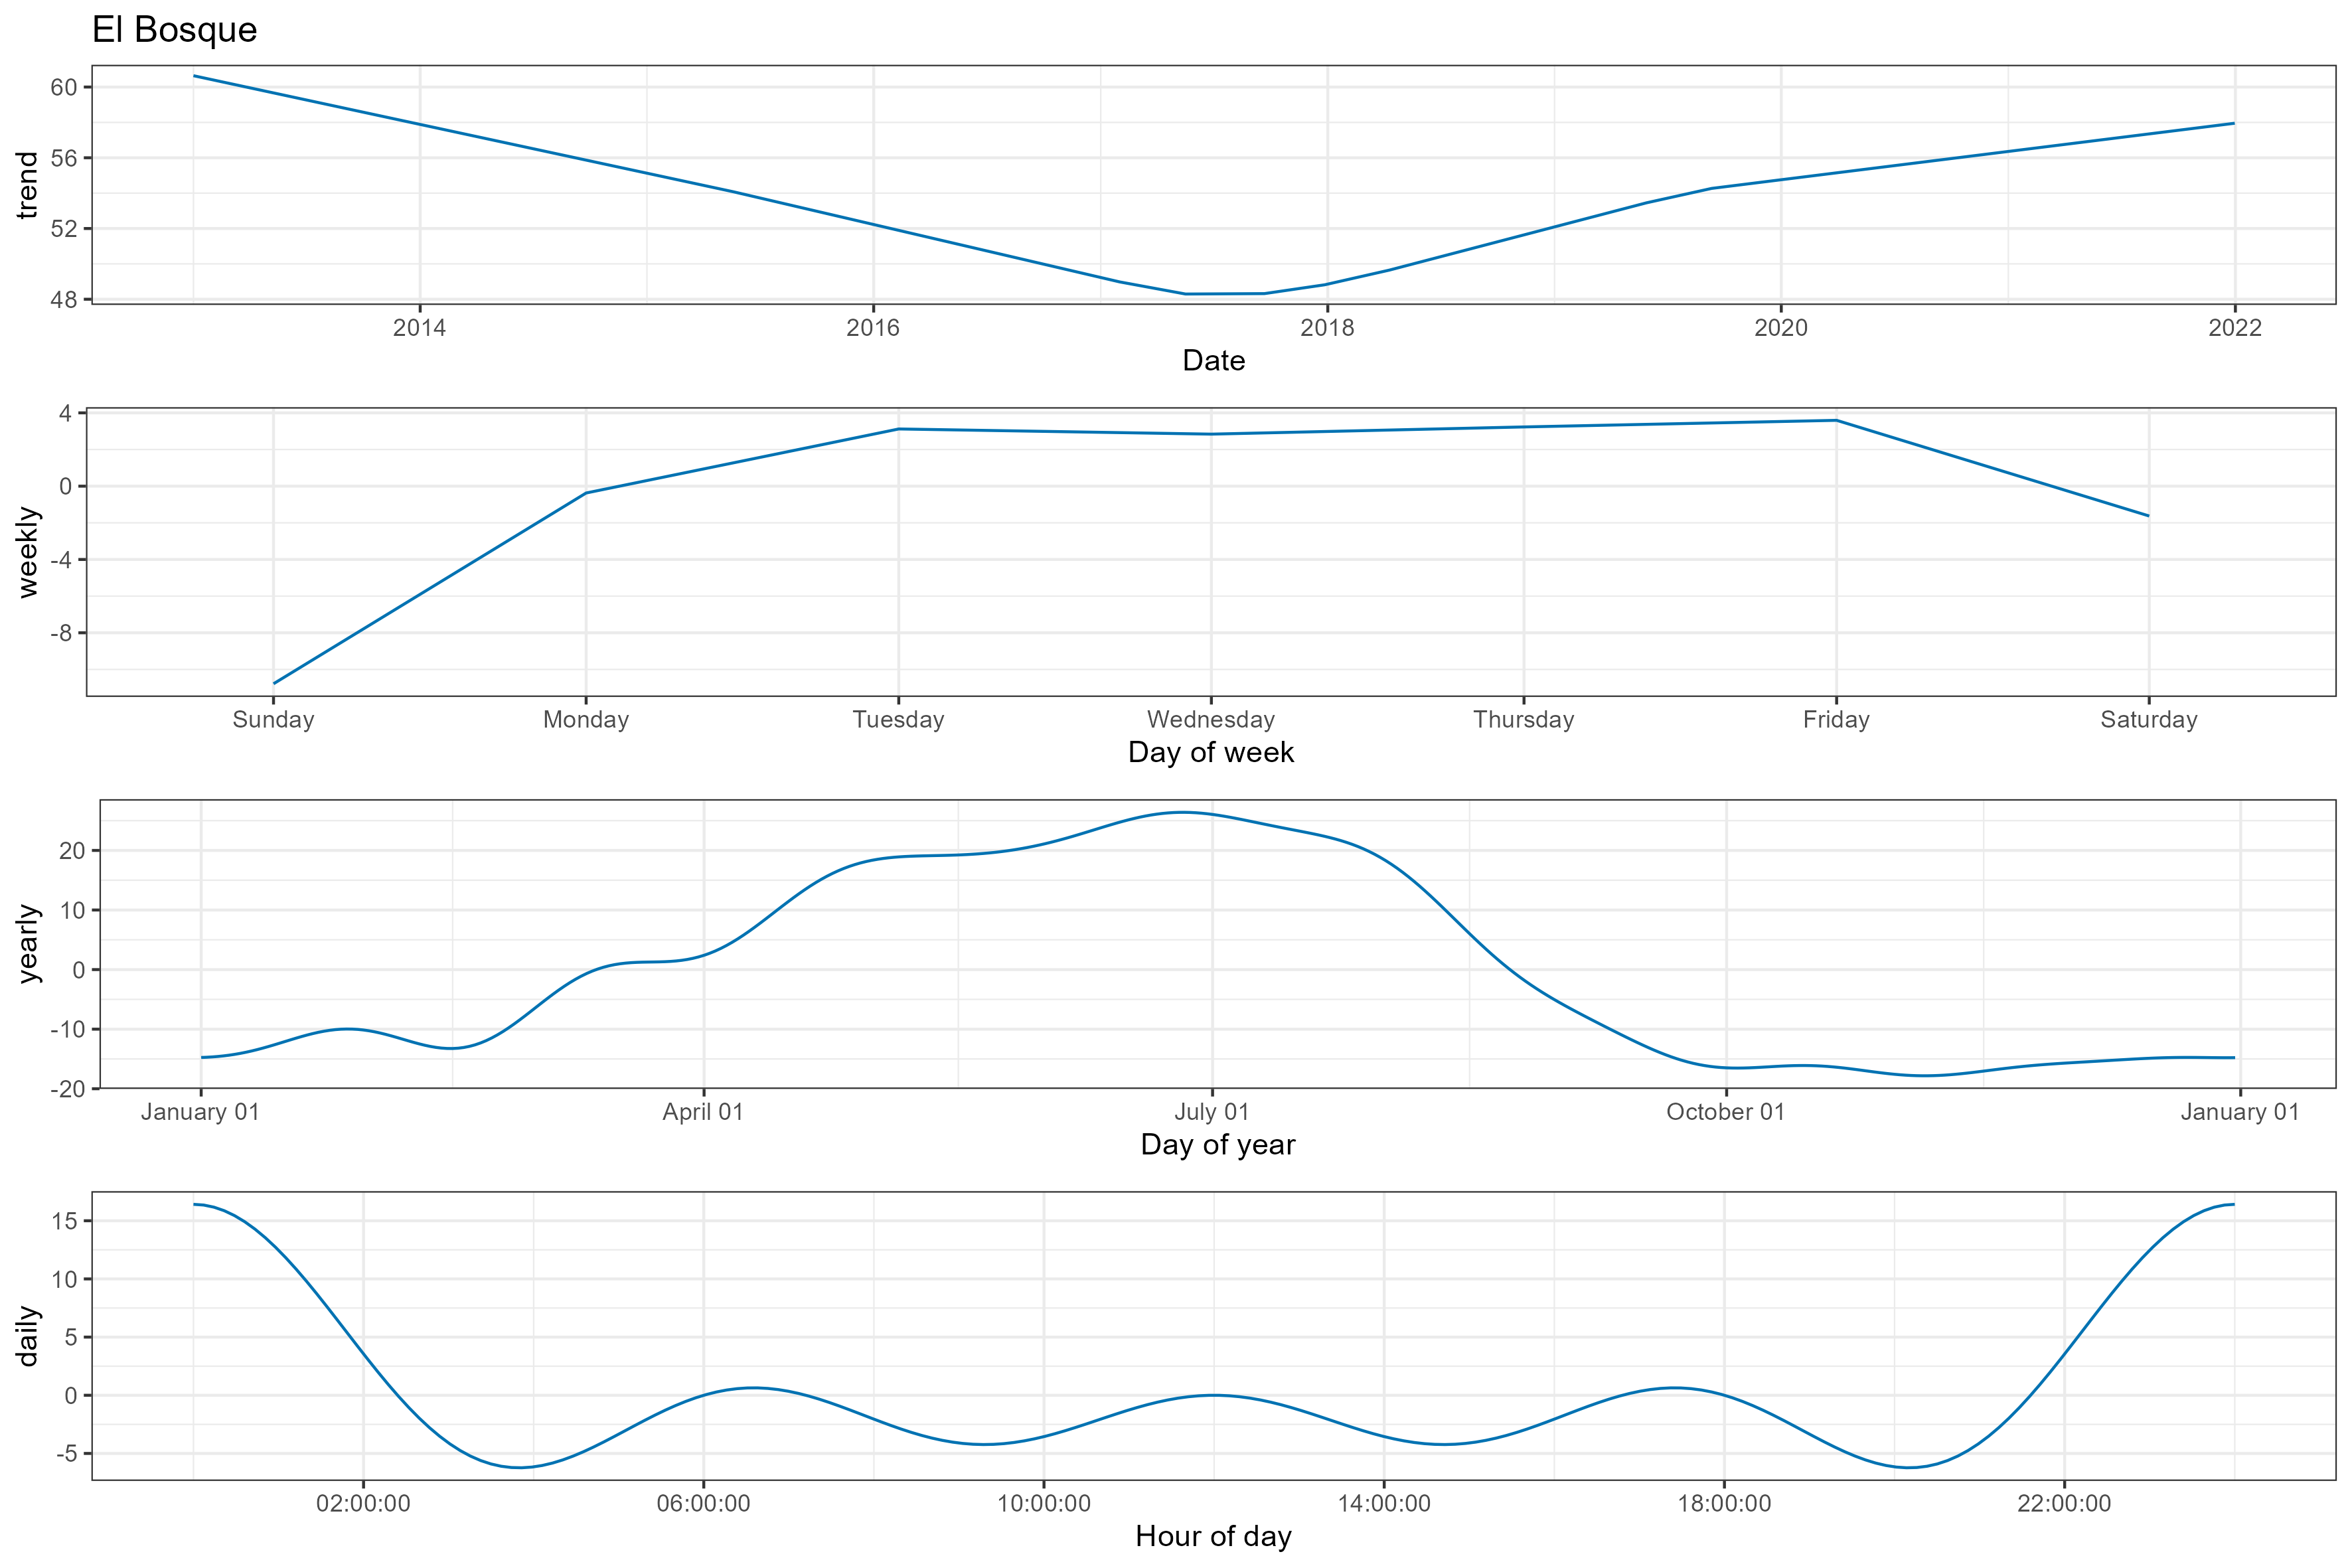 El Bosque
60
56
52
48
trend
2014 2016 2018 2020 2022
Date
4
0
-4
-8
weekly
Sunday Monday Tuesday Wednesday Thursday Friday Saturday
Day of week
20
10
0
-10
-20
yearly
January 01 April 01 July 01 October 01 January 01
Day of year
15
10
5
0
-5
daily
02:00:00 06:00:00 10:00:00 14:00:00 18:00:00 22:00:00
Hour of day